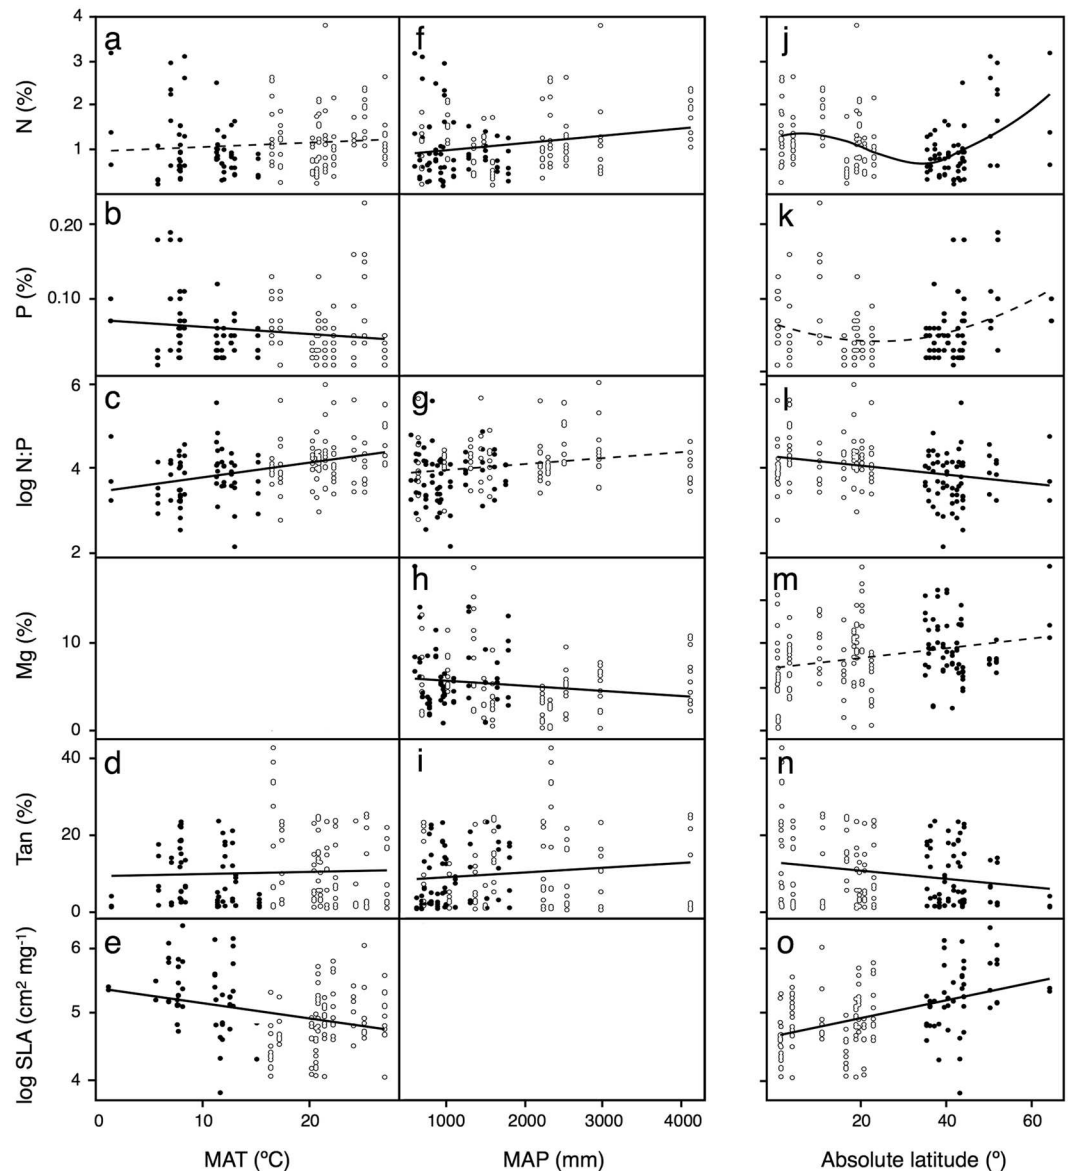 4
a
f
j
3
2
1
N (%)
b
k
0.20
0.10
P (%)
6
c
g
l
4
2
log N:P
h
m
10
0
Mg (%)
40
d
i
n
20
0
Tan (%)
e
o
6
5
4
log SLA (cm² mg⁻¹)
0 10 20 1000 2000 3000 4000 20 40 60
MAT (ºC) MAP (mm) Absolute latitude (º)